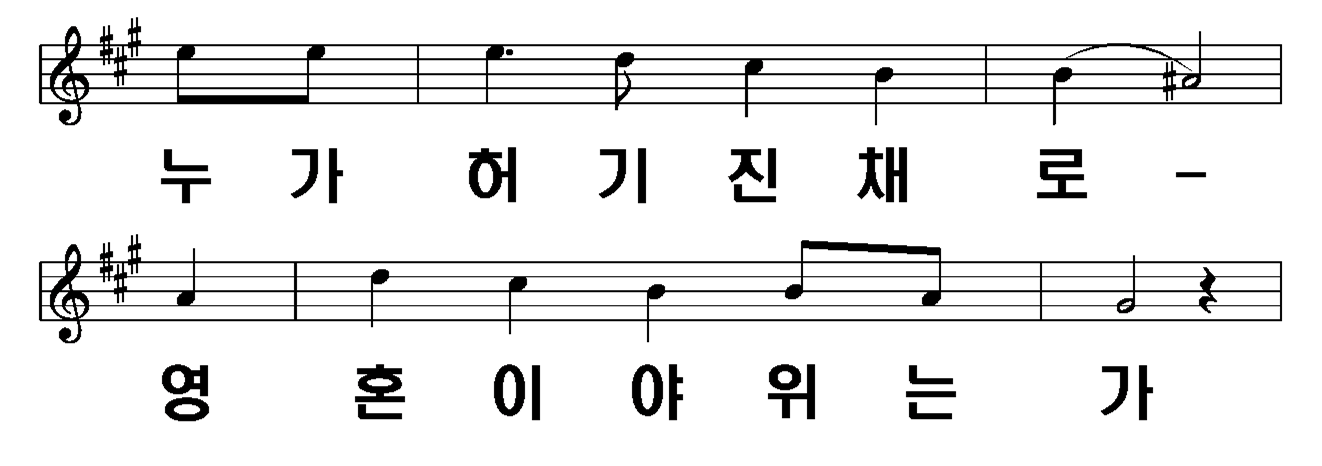 누 가 허 기 진 채 로 -
영 혼 이 야 위 는 가